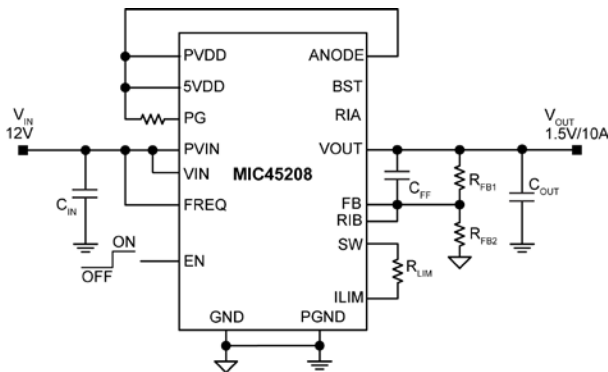 PVDD
ANODE
5VDD
BST
V_IN
12V
PG
RIA
V_OUT
1.5V/10A
PVIN
VOUT
VIN
MIC45208
C_IN
FREQ
FB
C_FF
R_FB1
C_OUT
RIB
ON
OFF
EN
SW
R_FB2
R_LIM
ILIM
GND
PGND